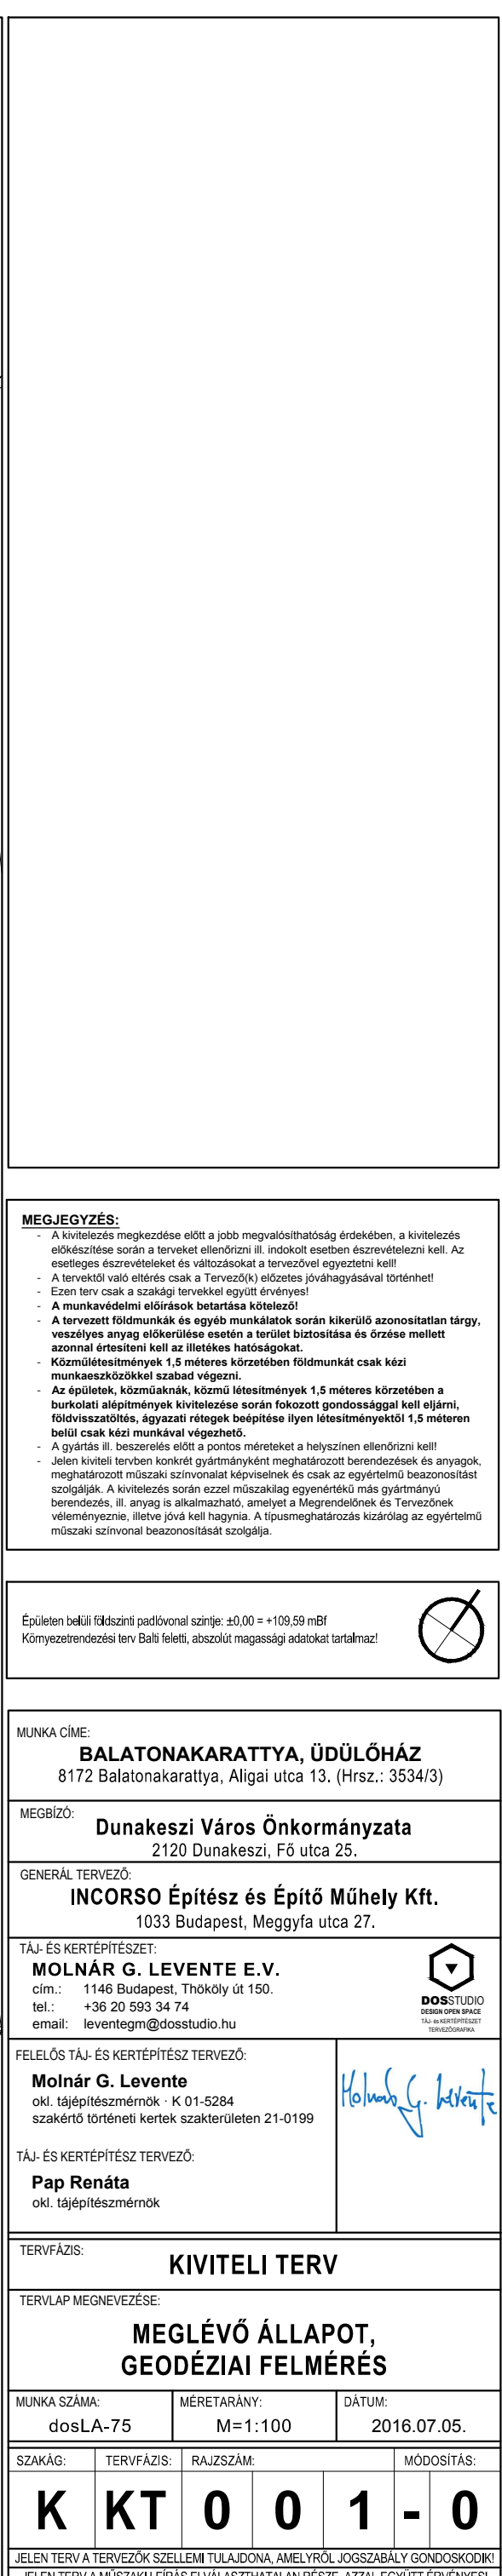 MEGJEGYZÉS:
- A kivitelezés megkezdése előtt a jobb megvalósíthatóság érdekében, a kivitelezés
előkészítése során a terveket ellenőrizni ill. indokolt esetben észrevételezni kell. Az
esetleges észrevételeket és változásokat a tervezővel egyeztetni kell!
- A tervektől való eltérés csak a Tervező(k) előzetes jóváhagyásával történhet!
- Ezen terv csak a szakági tervekkel együtt érvényes!
- A munkavédelmi előírások betartása kötelező!
- A tervezett földmunkák és egyéb munkálatok során kikerülő azonosítatlan tárgy,
veszélyes anyag előkerülése esetén a terület biztosítása és őrzése mellett
azonnal értesíteni kell az illetékes hatóságokat.
- Közműlétesítmények 1,5 méteres körzetében földmunkát csak kézi
munkaeszközökkel szabad végezni.
- Az épületek, közműaknák, közmű létesítmények 1,5 méteres körzetében a
burkolati alépítmények kivitelezése során fokozott gondossággal kell eljárni,
földvisszatöltés, ágyazati rétegek beépítése ilyen létesítményektől 1,5 méteren
belül csak kézi munkával végezhető.
- A gyártás ill. beszerelés előtt a pontos méreteket a helyszínen ellenőrizni kell!
- Jelen kiviteli tervben konkrét gyártmányként meghatározott berendezések és anyagok,
meghatározott műszaki színvonalat képviselnek és csak az egyértelmű beazonosítást
szolgálják. A kivitelezés során ezzel műszakilag egyenértékű más gyártmányú
berendezés, ill. anyag is alkalmazható, amelyet a Megrendelőnek és Tervezőnek
véleményeznie, illetve jóvá kell hagynia. A típusmeghatározás kizárólag az egyértelmű
műszaki színvonal beazonosítását szolgálja.
Épületen belüli földszinti padlóvonal szintje: ±0,00 = +109,59 mBf
Környezetrendezési terv Balti feletti, abszolút magassági adatokat tartalmaz!
MUNKA CÍME:
BALATONAKARATTYA, ÜDÜLŐHÁZ
8172 Balatonakarattya, Aligai utca 13. (Hrsz.: 3534/3)
MEGBÍZÓ:
Dunakeszi Város Önkormányzata
2120 Dunakeszi, Fő utca 25.
GENERÁL TERVEZŐ:
INCORSO Építész és Építő Műhely Kft.
1033 Budapest, Meggyfa utca 27.
TÁJ- ÉS KERTÉPÍTÉSZET:
MOLNÁR G. LEVENTE E.V.
cím.: 1146 Budapest, Thököly út 150.
tel.: +36 20 593 34 74
email: leventegm@dosstudio.hu
DOSSTUDIO
DESIGN OPEN SPACE
TÁJ- és KERTÉPÍTÉSZET
TERVEZŐGRAFIKA
FELELŐS TÁJ- ÉS KERTÉPÍTÉSZ TERVEZŐ:
Molnár G. Levente
okl. tájépítészmérnök · K 01-5284
szakértő történeti kertek szakterületen 21-0199
Molnár G. Levente
TÁJ- ÉS KERTÉPÍTÉSZ TERVEZŐ:
Pap Renáta
okl. tájépítészmérnök
TERVFÁZIS:
KIVITELI TERV
TERVLAP MEGNEVEZÉSE:
MEGLÉVŐ ÁLLAPOT,
GEODÉZIAI FELMÉRÉS
MUNKA SZÁMA: MÉRETARÁNY: DÁTUM:
dosLA-75 M=1:100 2016.07.05.
SZAKÁG: TERVFÁZIS: RAJZSZÁM: MÓDOSÍTÁS:
K KT 0 0 1 - 0
JELEN TERV A TERVEZŐK SZELLEMI TULAJDONA, AMELYRŐL JOGSZABÁLY GONDOSKODIK!
JELEN TERV A MŰSZAKI LEÍRÁS ELVÁLASZTHATALAN RÉSZE, AZZAL EGYÜTT ÉRVÉNYES!